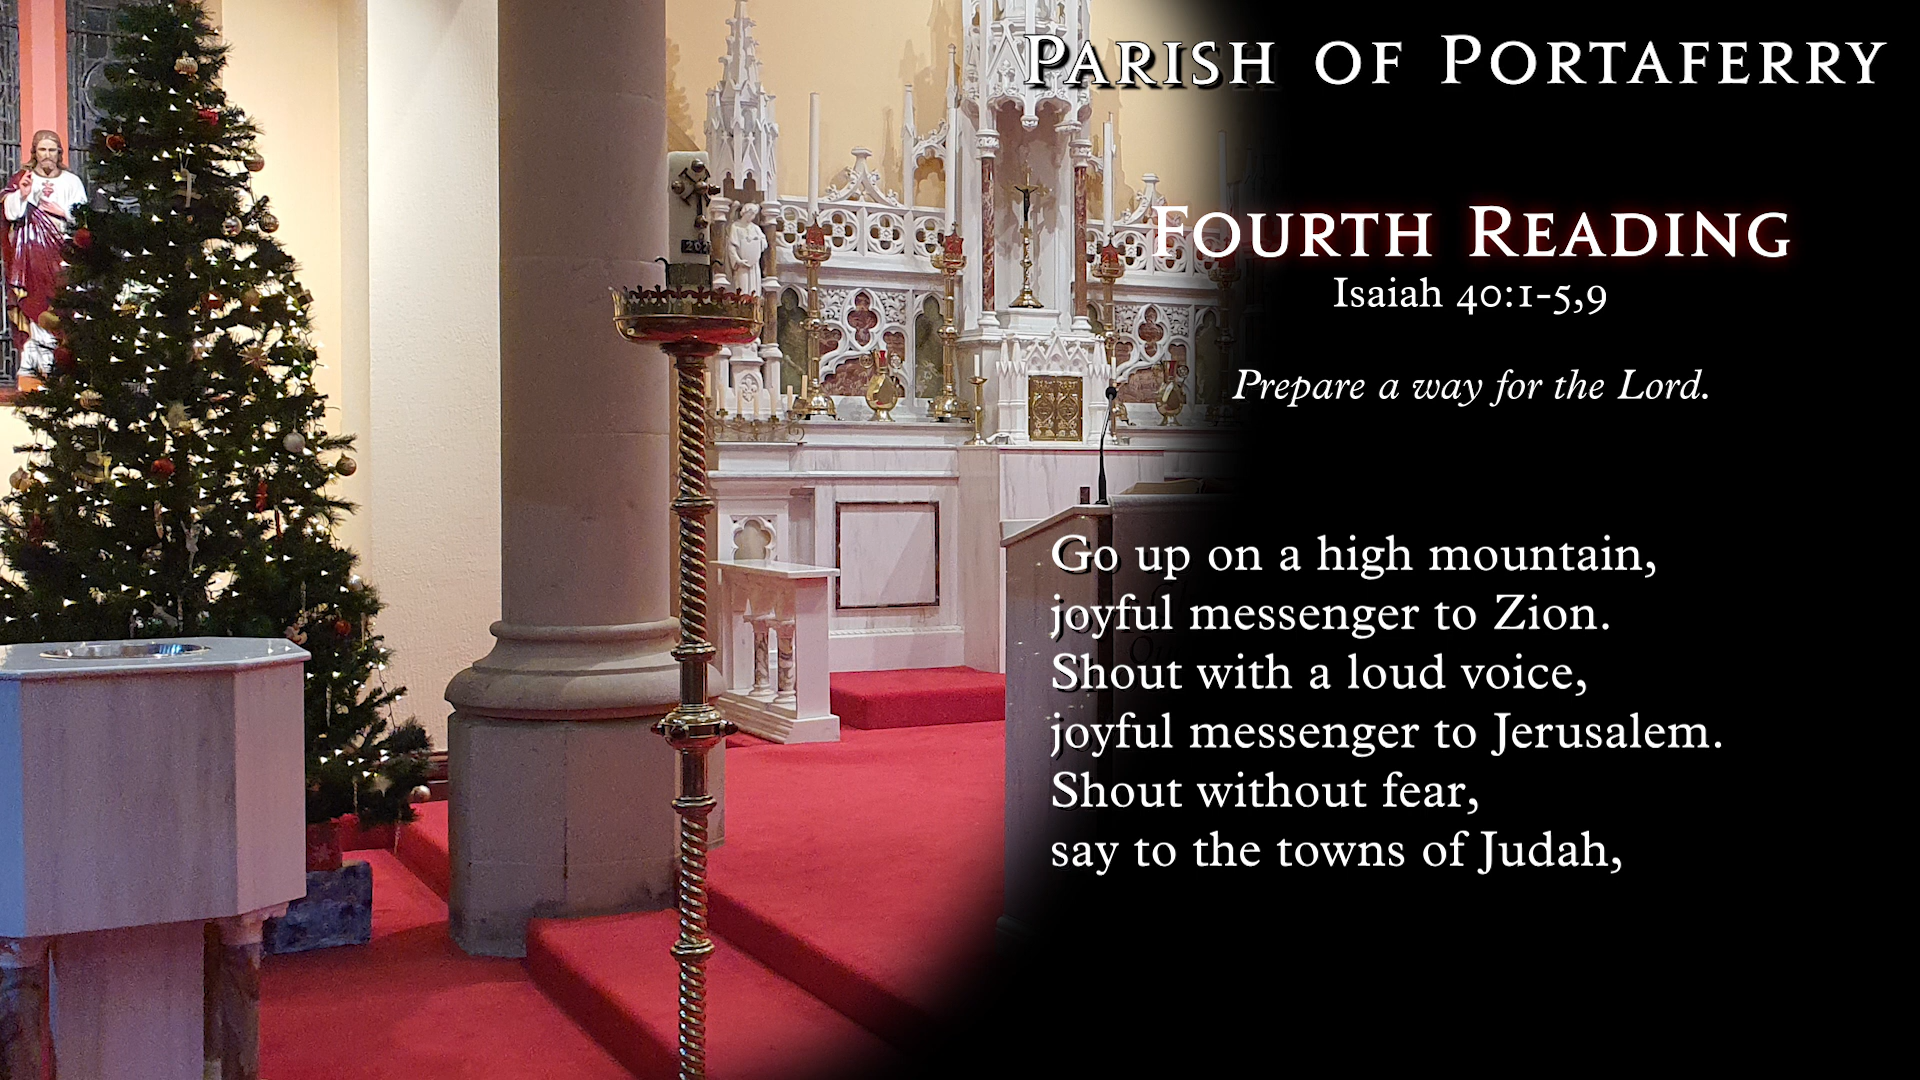 Parish of Portaferry
Fourth Reading
Isaiah 40:1-5,9
Prepare a way for the Lord.
Go up on a high mountain,
joyful messenger to Zion.
Shout with a loud voice,
joyful messenger to Jerusalem.
Shout without fear,
say to the towns of Judah,